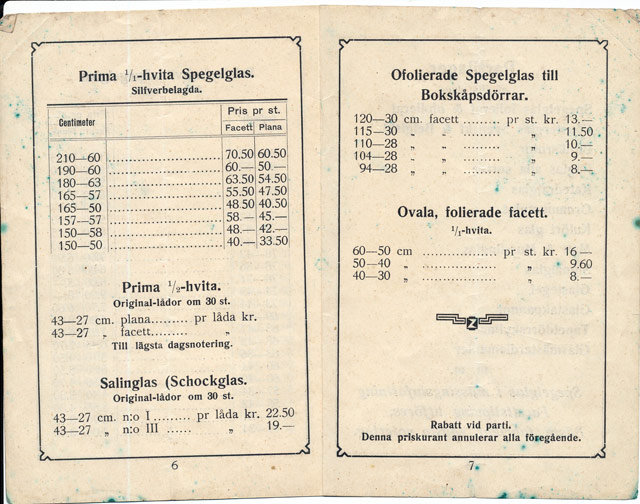 Prima 1/1-hvita Spegelglas.
Silfverbelagda.
Centimeter
Pris pr st.
Facett Plana
210—60 ........................ 70.50 60.50
190—60 ........................ 60.— 50.—
180—63 ........................ 63.50 54.50
165—57 ........................ 55.50 47.50
165—50 ........................ 48.50 40.50
157—57 ........................ 58.— 45.—
150—58 ........................ 48.— 42.—
150—50 ........................ 40.— 33.50
Prima 1/2-hvita.
Original-lådor om 30 st.
43—27 cm. plana......... pr låda kr.
43—27 „ facett......... „
Till lägsta dagsnotering.
Salinglas (Schockglas.
Original-lådor om 30 st.
43—27 cm. n:o I ......... pr låda kr. 22.50
43—27 „ n:o III ...... „ 19.—
6
Ofolierade Spegelglas till
Bokskåpsdörrar.
120—30 cm. facett ......... pr st. kr. 13.—
115—30 „ „ ......... „ 11.50
110—28 „ „ ......... „ 10.—
104—28 „ „ ......... „ 9.—
94—28 „ „ ......... „ 8.—
Ovala, folierade facett.
1/1-hvita.
60—50 cm .................. pr st. kr. 16—
50—40 „ .................. „ 9.60
40—30 „ .................. „ 8.—
Z
Rabatt vid parti.
Denna priskurant annulerar alla föregående.
7